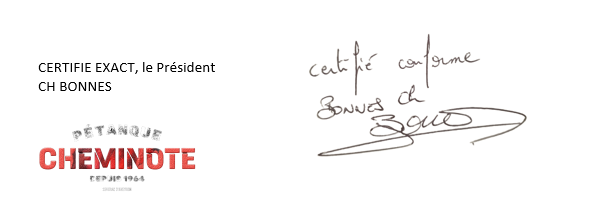 CERTIFIE EXACT, le Président
CH BONNES
certifié conforme
BONNES Ch
PÉTANQUE
CHEMINOTE
DEPUIS 1964